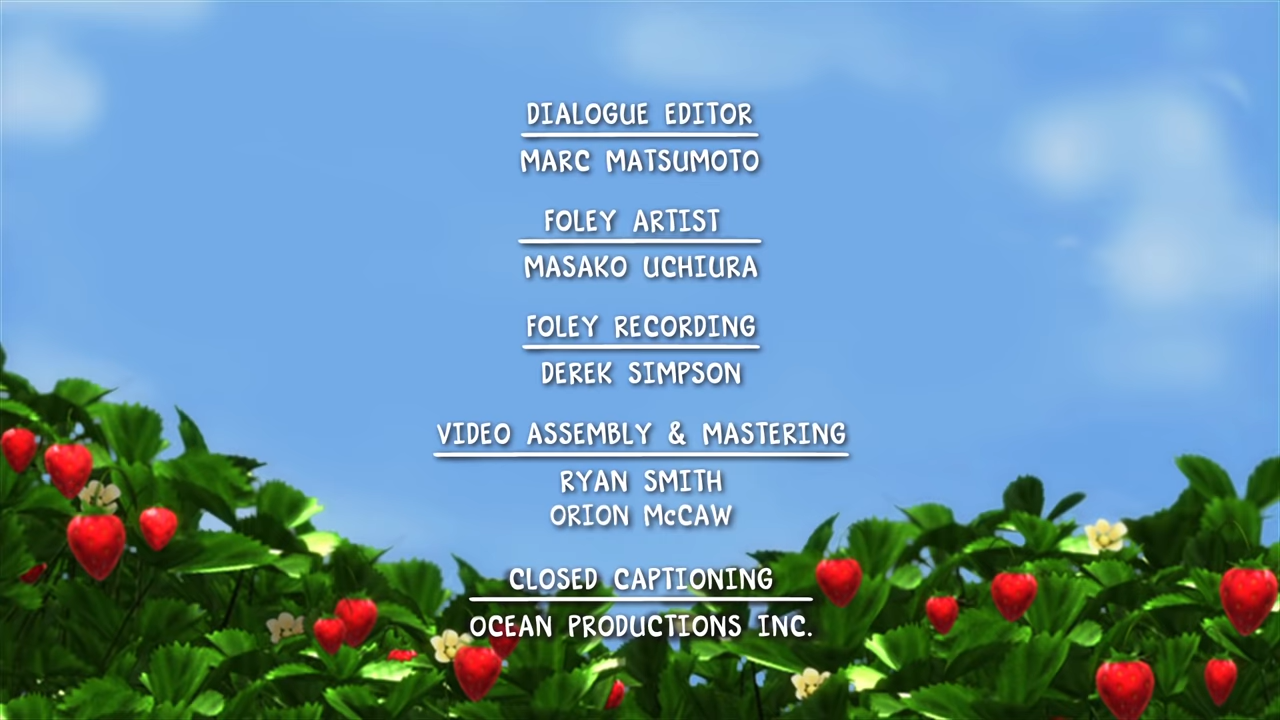 DIALOGUE EDITOR
MARC MATSUMOTO
FOLEY ARTIST
MASAKO UCHIURA
FOLEY RECORDING
DEREK SIMPSON
VIDEO ASSEMBLY & MASTERING
RYAN SMITH
ORION McCAW
CLOSED CAPTIONING
OCEAN PRODUCTIONS INC.